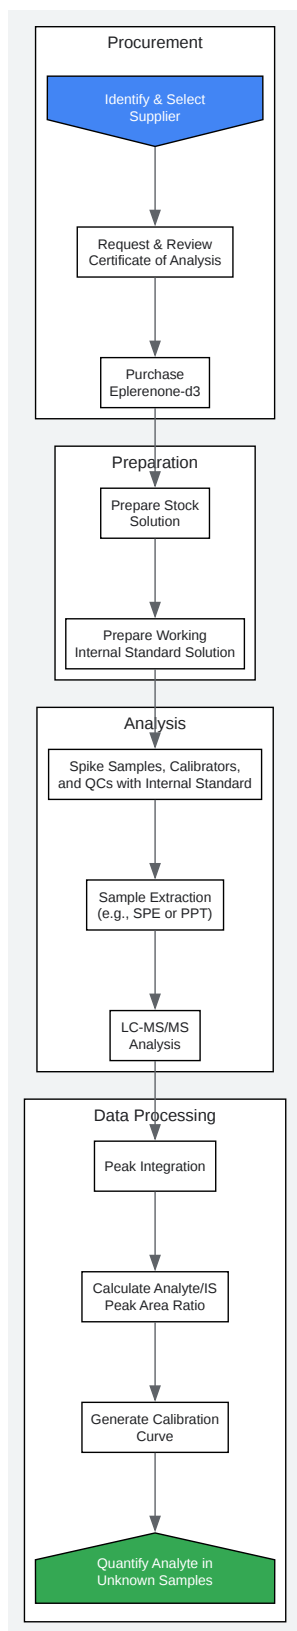 Procurement
Identify & Select
Supplier
Request & Review
Certificate of Analysis
Purchase
Eplerenone-d3
Preparation
Prepare Stock
Solution
Prepare Working
Internal Standard Solution
Analysis
Spike Samples, Calibrators,
and QCs with Internal Standard
Sample Extraction
(e.g., SPE or PPT)
LC-MS/MS
Analysis
Data Processing
Peak Integration
Calculate Analyte/IS
Peak Area Ratio
Generate Calibration
Curve
Quantify Analyte in
Unknown Samples